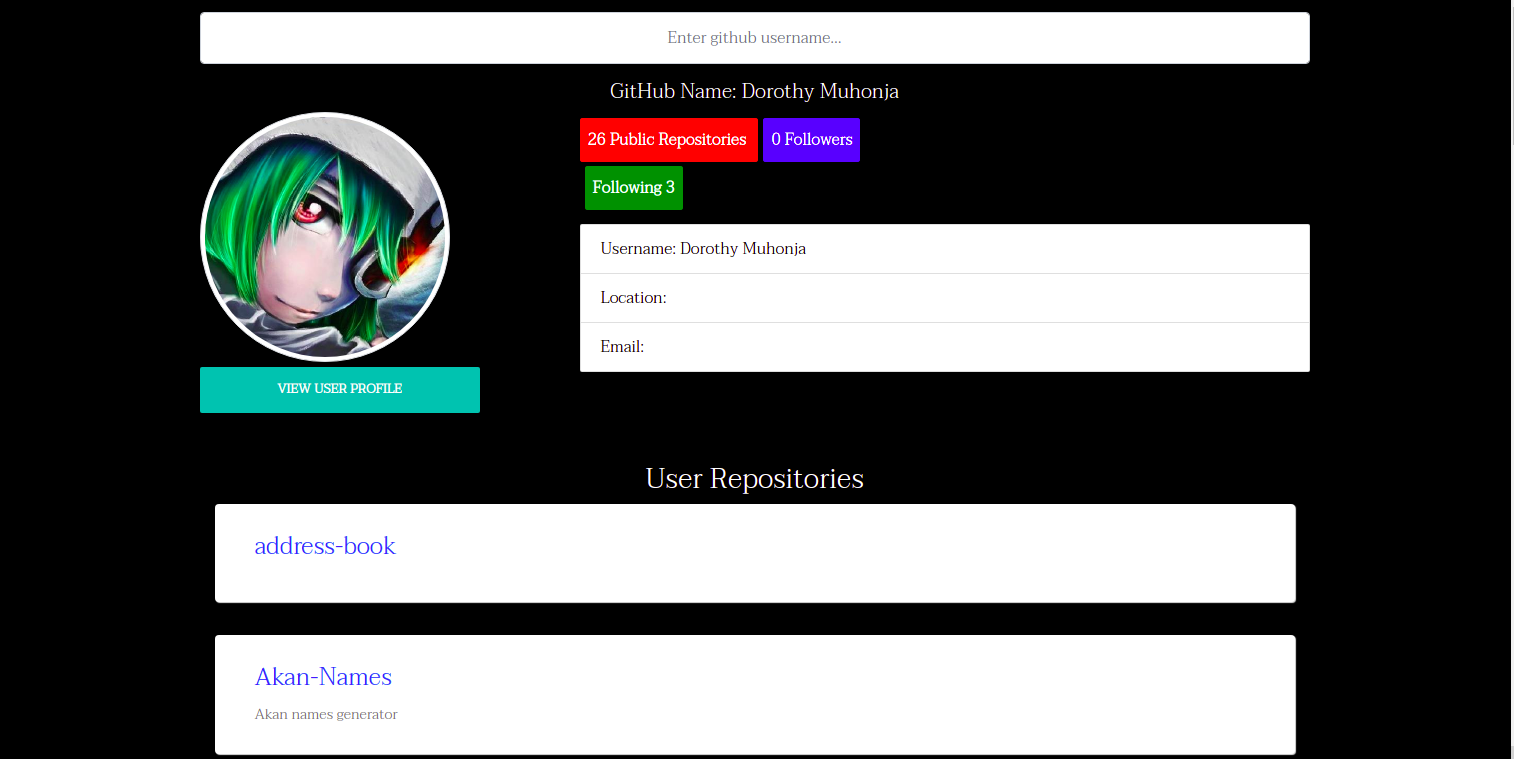 Enter github username...
GitHub Name: Dorothy Muhonja
26 Public Repositories 0 Followers
Following 3
Username: Dorothy Muhonja
Location:
Email:
VIEW USER PROFILE
User Repositories
address-book
Akan-Names
Akan names generator